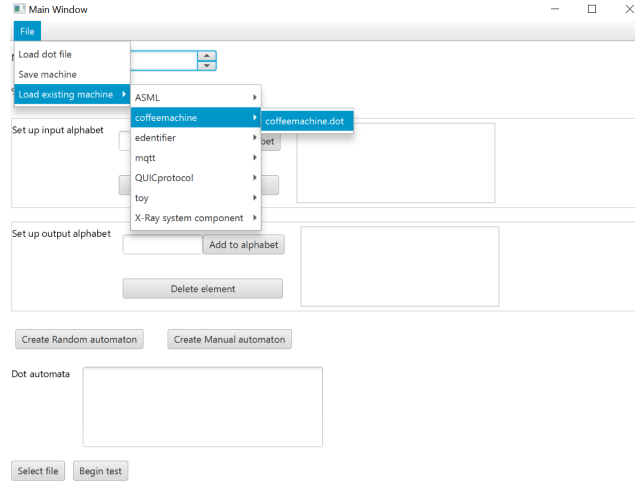 Main Window
File
Load dot file
Save machine
Load existing machine
ASML
coffeemachine
coffeemachine.dot
edentifier
mqtt
QUICprotocol
toy
X-Ray system component
Set up input alphabet
bet
Set up output alphabet
Add to alphabet
Delete element
Create Random automaton
Create Manual automaton
Dot automata
Select file
Begin test